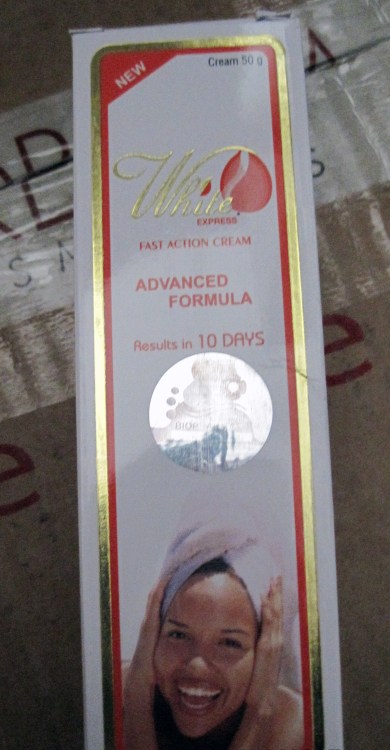 NEW
Cream 50 g
White
EXPRESS
FAST ACTION CREAM
ADVANCED
FORMULA
Results in 10 DAYS